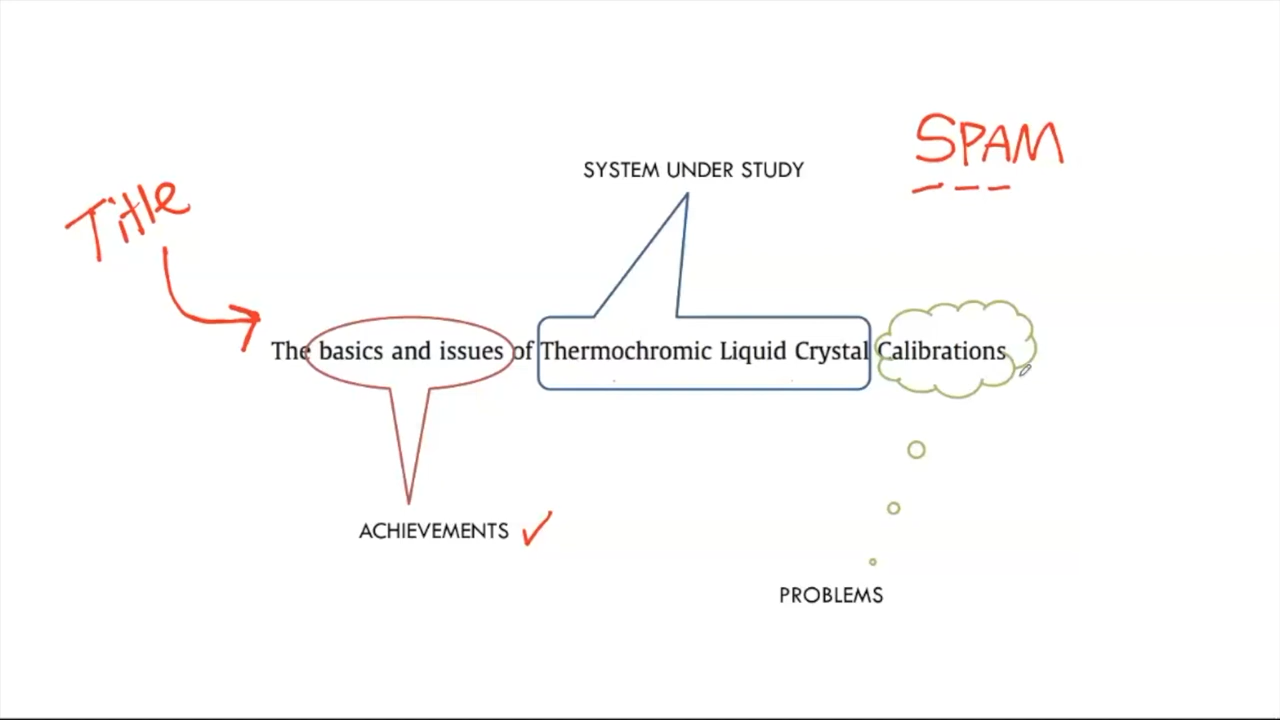 SPAM
SYSTEM UNDER STUDY
Title
The basics and issues of Thermochromic Liquid Crystal Calibrations
ACHIEVEMENTS
PROBLEMS